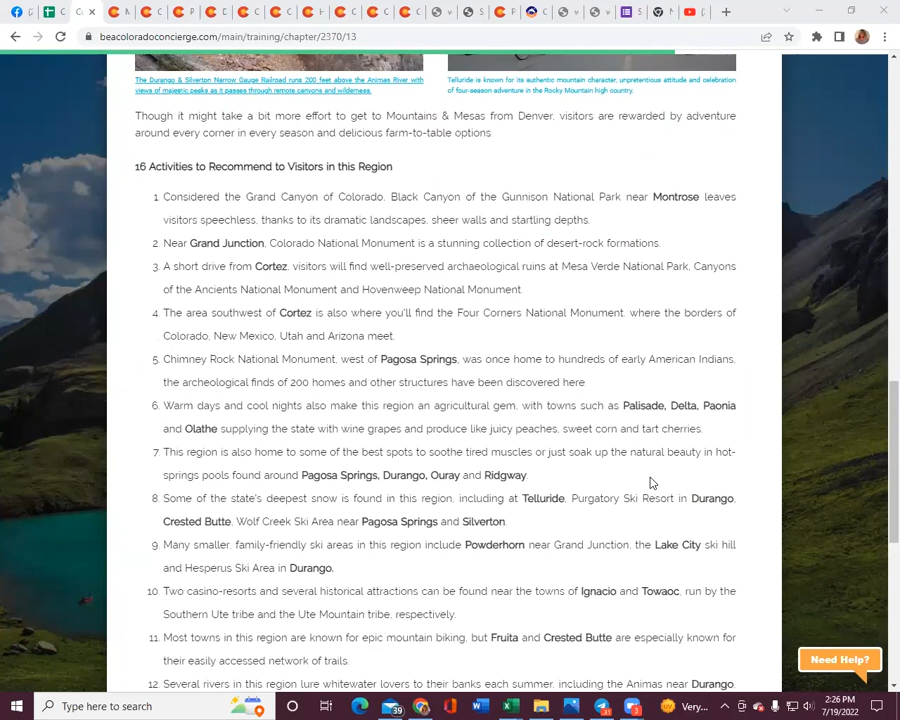 beacoloradoconcierge.com/main/training/chapter/2370/13
The Durango & Silverton Narrow Gauge Railroad runs 200 feet above the Animas River with
views of majestic peaks as it passes through remote canyons and wilderness.
Telluride is known for its authentic mountain character, unpretentious attitude and celebration
of four-season adventure in the Rocky Mountain high country.
Though it might take a bit more effort to get to Mountains & Mesas from Denver, visitors are rewarded by adventure
around every corner in every season and delicious farm-to-table options
16 Activities to Recommend to Visitors in this Region
1. Considered the Grand Canyon of Colorado, Black Canyon of the Gunnison National Park near Montrose leaves
visitors speechless, thanks to its dramatic landscapes, sheer walls and startling depths.
2. Near Grand Junction, Colorado National Monument is a stunning collection of desert-rock formations.
3. A short drive from Cortez, visitors will find well-preserved archaeological ruins at Mesa Verde National Park, Canyons
of the Ancients National Monument and Hovenweep National Monument.
4. The area southwest of Cortez is also where you'll find the Four Corners National Monument, where the borders of
Colorado, New Mexico, Utah and Arizona meet.
5. Chimney Rock National Monument, west of Pagosa Springs, was once home to hundreds of early American Indians,
the archeological finds of 200 homes and other structures have been discovered here
6. Warm days and cool nights also make this region an agricultural gem, with towns such as Palisade, Delta, Paonia
and Olathe supplying the state with wine grapes and produce like juicy peaches, sweet corn and tart cherries.
7. This region is also home to some of the best spots to soothe tired muscles or just soak up the natural beauty in hot-
springs pools found around Pagosa Springs, Durango, Ouray and Ridgway.
8. Some of the state's deepest snow is found in this region, including at Telluride, Purgatory Ski Resort in Durango,
Crested Butte, Wolf Creek Ski Area near Pagosa Springs and Silverton.
9. Many smaller, family-friendly ski areas in this region include Powderhorn near Grand Junction, the Lake City ski hill
and Hesperus Ski Area in Durango.
10. Two casino-resorts and several historical attractions can be found near the towns of Ignacio and Towaoc, run by the
Southern Ute tribe and the Ute Mountain tribe, respectively.
11. Most towns in this region are known for epic mountain biking, but Fruita and Crested Butte are especially known for
their easily accessed network of trails.
12. Several rivers in this region lure whitewater lovers to their banks each summer, including the Animas near Durango,
Need Help?
Type here to search
39
Very...
2:26 PM
7/19/2022